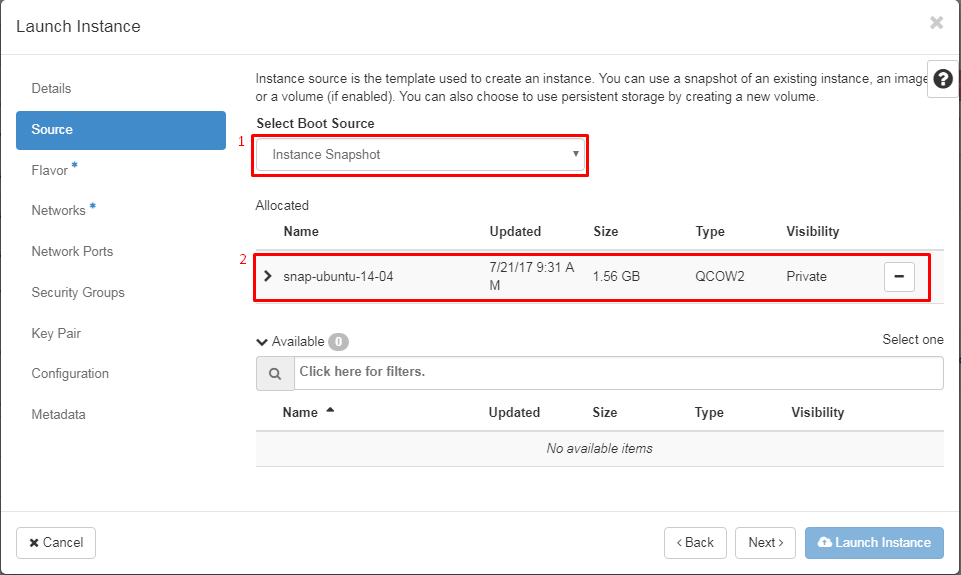 Launch Instance
×
Details
Source
Flavor *
Networks *
Network Ports
Security Groups
Key Pair
Configuration
Metadata
Instance source is the template used to create an instance. You can use a snapshot of an existing instance, an image
or a volume (if enabled). You can also choose to use persistent storage by creating a new volume.
?
Select Boot Source
1
Instance Snapshot
Allocated
Name Updated Size Type Visibility
2
snap-ubuntu-14-04 7/21/17 9:31 A
M 1.56 GB QCOW2 Private
Available 0 Select one
Click here for filters.
Name Updated Size Type Visibility
No available items
× Cancel
‹ Back
Next ›
Launch Instance